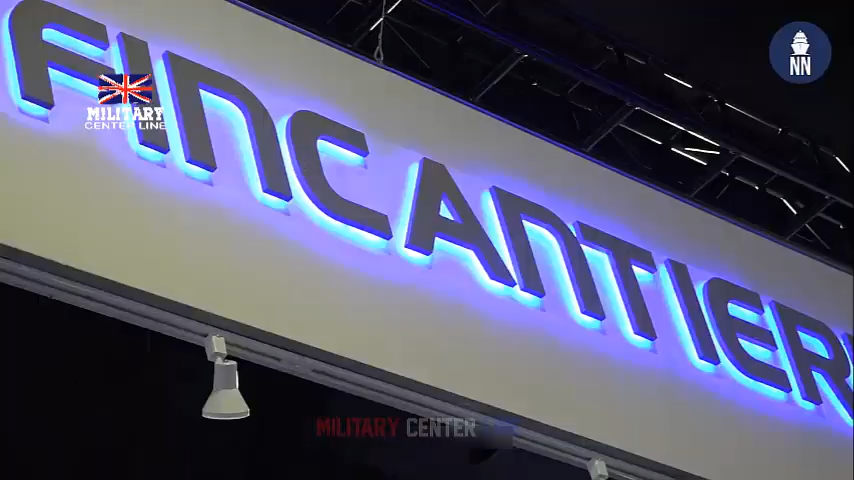 FINCANTIER
NN
MILITARY
CENTER LINE
MILITARY CENTER